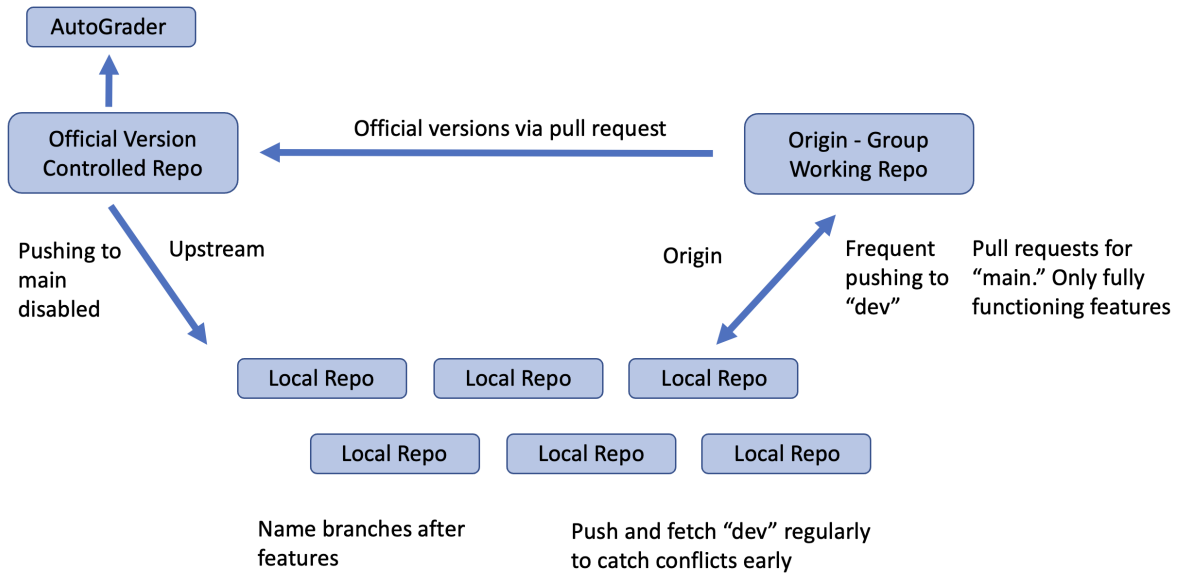 AutoGrader
Official Version
Controlled Repo
Official versions via pull request
Origin - Group
Working Repo
Pushing to
main
disabled
Upstream
Origin
Frequent
pushing to
“dev”
Pull requests for
“main.” Only fully
functioning features
Local Repo
Local Repo
Local Repo
Local Repo
Local Repo
Local Repo
Name branches after
features
Push and fetch “dev” regularly
to catch conflicts early